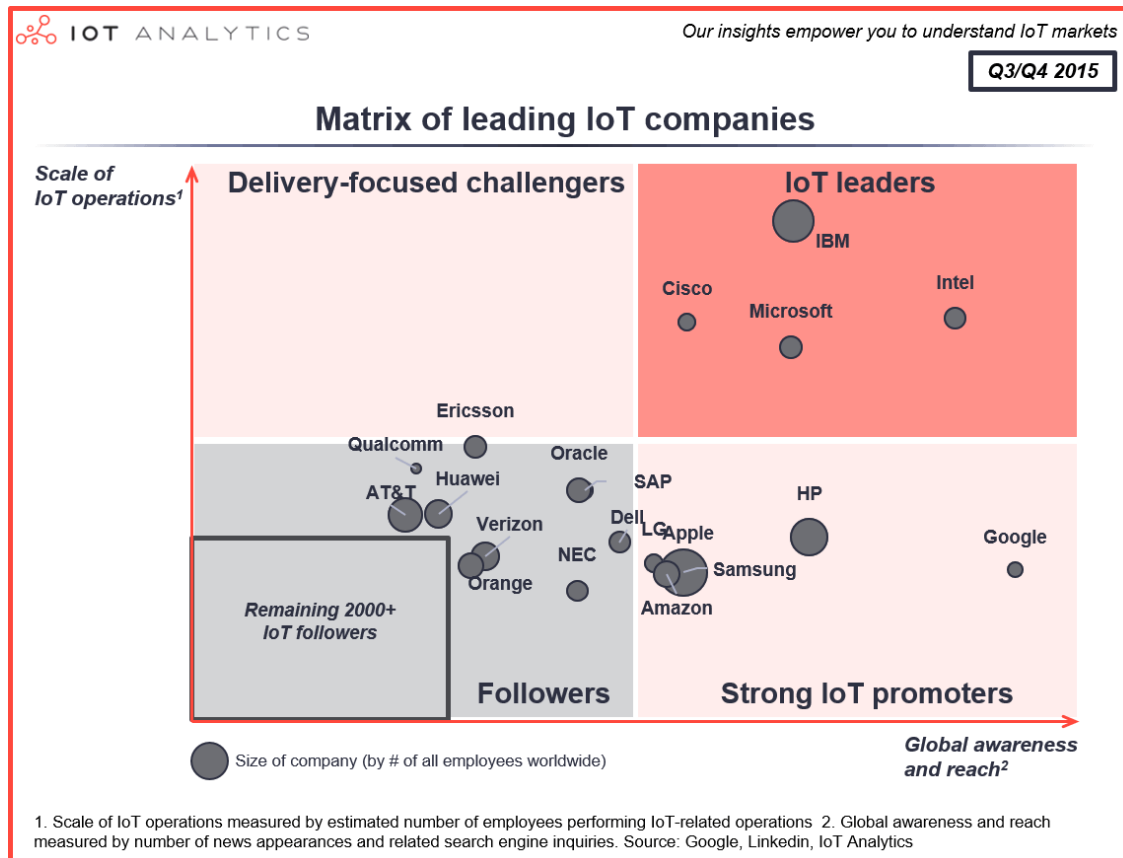 IOT ANALYTICS
Our insights empower you to understand IoT markets
Q3/Q4 2015
Matrix of leading IoT companies
Scale of
IoT operations1
Delivery-focused challengers
IoT leaders
IBM
Cisco
Intel
Microsoft
Ericsson
Qualcomm
Oracle
Huawei
SAP
AT&T
HP
Dell
Verizon
LG
Apple
Google
NEC
Samsung
Orange
Amazon
Remaining 2000+
IoT followers
Followers
Strong IoT promoters
Global awareness
and reach2
Size of company (by # of all employees worldwide)
1. Scale of IoT operations measured by estimated number of employees performing IoT-related operations 2. Global awareness and reach
measured by number of news appearances and related search engine inquiries. Source: Google, Linkedin, IoT Analytics